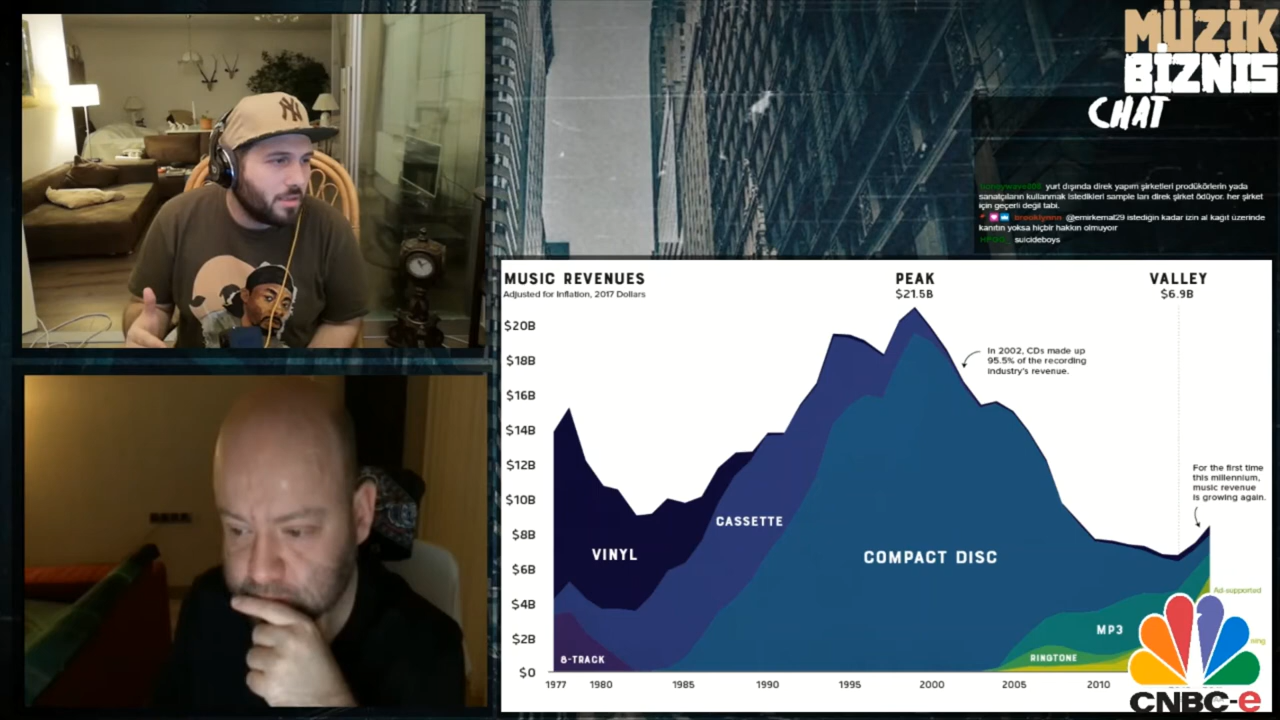 MÜZİK
BİZNIS
CHAT
yurt dışında direk yapım şirketleri prodükörlerin yada
sanatçıların kullanmak istedikleri sample ları direk şirket ödüyor. her şirket
için geçerli değil tabi.
brooklynnn @emirkemal29 istediğin kadar izin al kağıt üzerinde
kanıtın yoksa hiçbir hakkın olmuyoır
suicideboys
NY
MUSIC REVENUES
Adjusted for Inflation, 2017 Dollars
PEAK
$21.5B
VALLEY
$6.9B
$20B
$18B
$16B
$14B
$12B
$10B
$8B
$6B
$4B
$2B
$0
In 2002, CDs made up
95.5% of the recording
industry's revenue.
For the first time
this millennium,
music revenue
is growing again.
CASSETTE
VINYL
COMPACT DISC
Ad-supported
MP3
RINGTONE
8-TRACK
1977 1980 1985 1990 1995 2000 2005 2010
CNBC-e